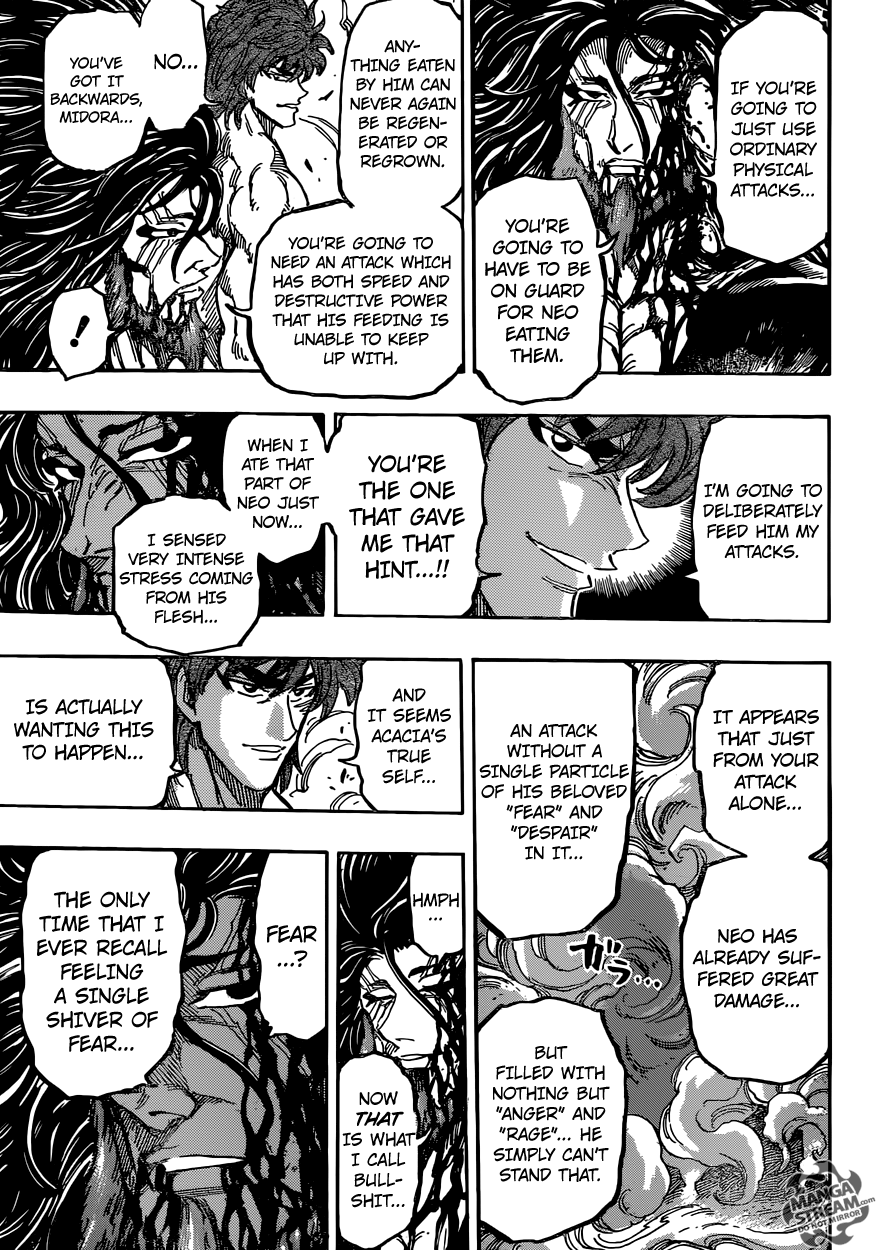 IF YOU'RE
GOING TO
JUST USE
ORDINARY
PHYSICAL
ATTACKS...
YOU'RE
GOING TO
HAVE TO BE
ON GUARD
FOR NEO
EATING
THEM.
ANY-
THING EATEN
BY HIM CAN
NEVER AGAIN
BE REGEN-
ERATED OR
REGROWN.
YOU'RE GOING TO
NEED AN ATTACK WHICH
HAS BOTH SPEED AND
DESTRUCTIVE POWER
THAT HIS FEEDING IS
UNABLE TO KEEP
UP WITH.
NO...
YOU'VE
GOT IT
BACKWARDS,
MIDORA...
!
I'M GOING TO
DELIBERATELY
FEED HIM MY
ATTACKS.
YOU'RE
THE ONE
THAT GAVE
ME THAT
HINT...!!
WHEN I
ATE THAT
PART OF
NEO JUST
NOW...
I SENSED
VERY INTENSE
STRESS COMING
FROM HIS
FLESH...
IT APPEARS
THAT JUST
FROM YOUR
ATTACK
ALONE...
NEO HAS
ALREADY SUF-
FERED GREAT
DAMAGE...
AN ATTACK
WITHOUT A
SINGLE PARTICLE
OF HIS BELOVED
"FEAR" AND
"DESPAIR"
IN IT...
ガラ...
BUT
FILLED WITH
NOTHING BUT
"ANGER" AND
"RAGE"... HE
SIMPLY CAN'T
STAND THAT.
AND
IT SEEMS
ACACIA'S
TRUE
SELF...
IS ACTUALLY
WANTING THIS
TO HAPPEN...
HMPH
...
NOW
THAT
IS WHAT
I CALL
BULL-
SHIT...
FEAR
...?
THE ONLY
TIME THAT I
EVER RECALL
FEELING
A SINGLE
SHIVER OF
FEAR...
MANGA
STREAM.com
DO NOT MIRROR